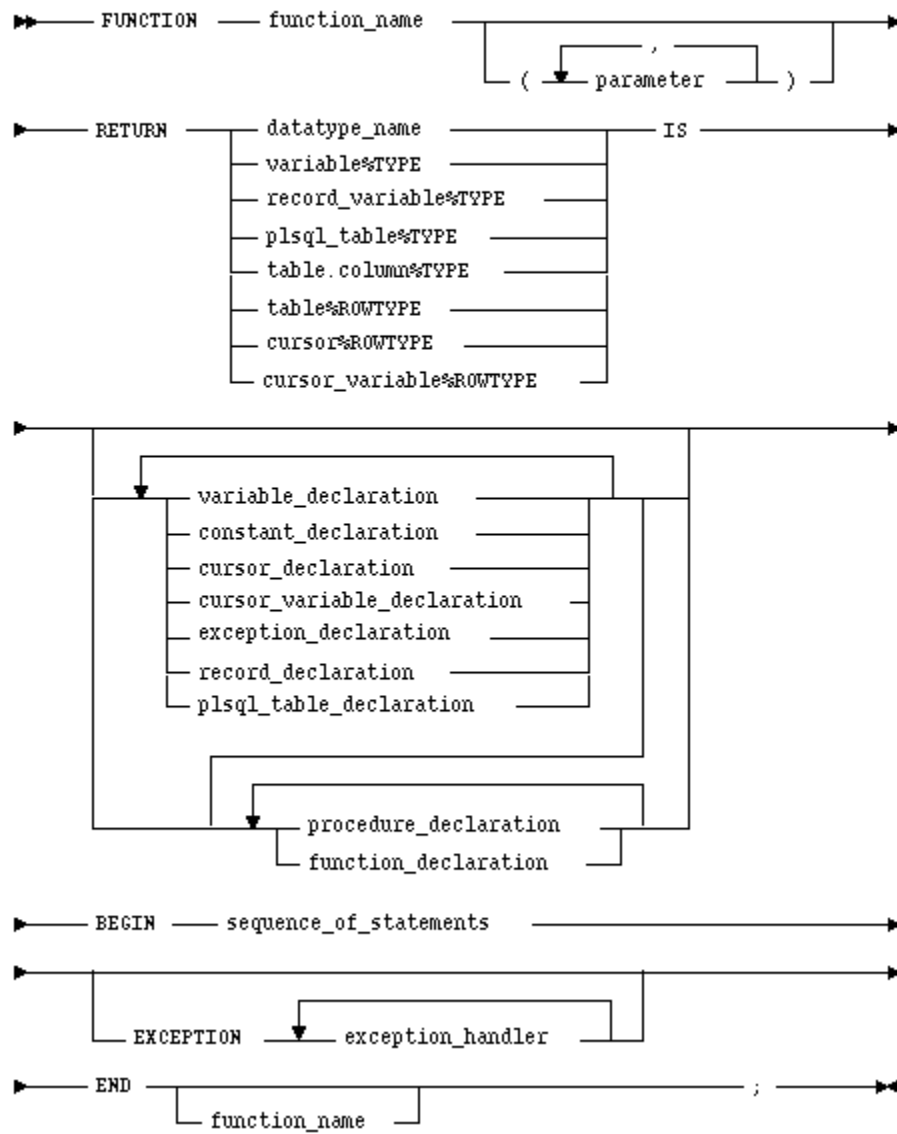 FUNCTION function_name
,
( parameter )
RETURN datatype_name IS
variable%TYPE
record_variable%TYPE
plsql_table%TYPE
table.column%TYPE
table%ROWTYPE
cursor%ROWTYPE
cursor_variable%ROWTYPE
variable_declaration
constant_declaration
cursor_declaration
cursor_variable_declaration
exception_declaration
record_declaration
plsql_table_declaration
procedure_declaration
function_declaration
BEGIN sequence_of_statements
EXCEPTION exception_handler
END ;
function_name